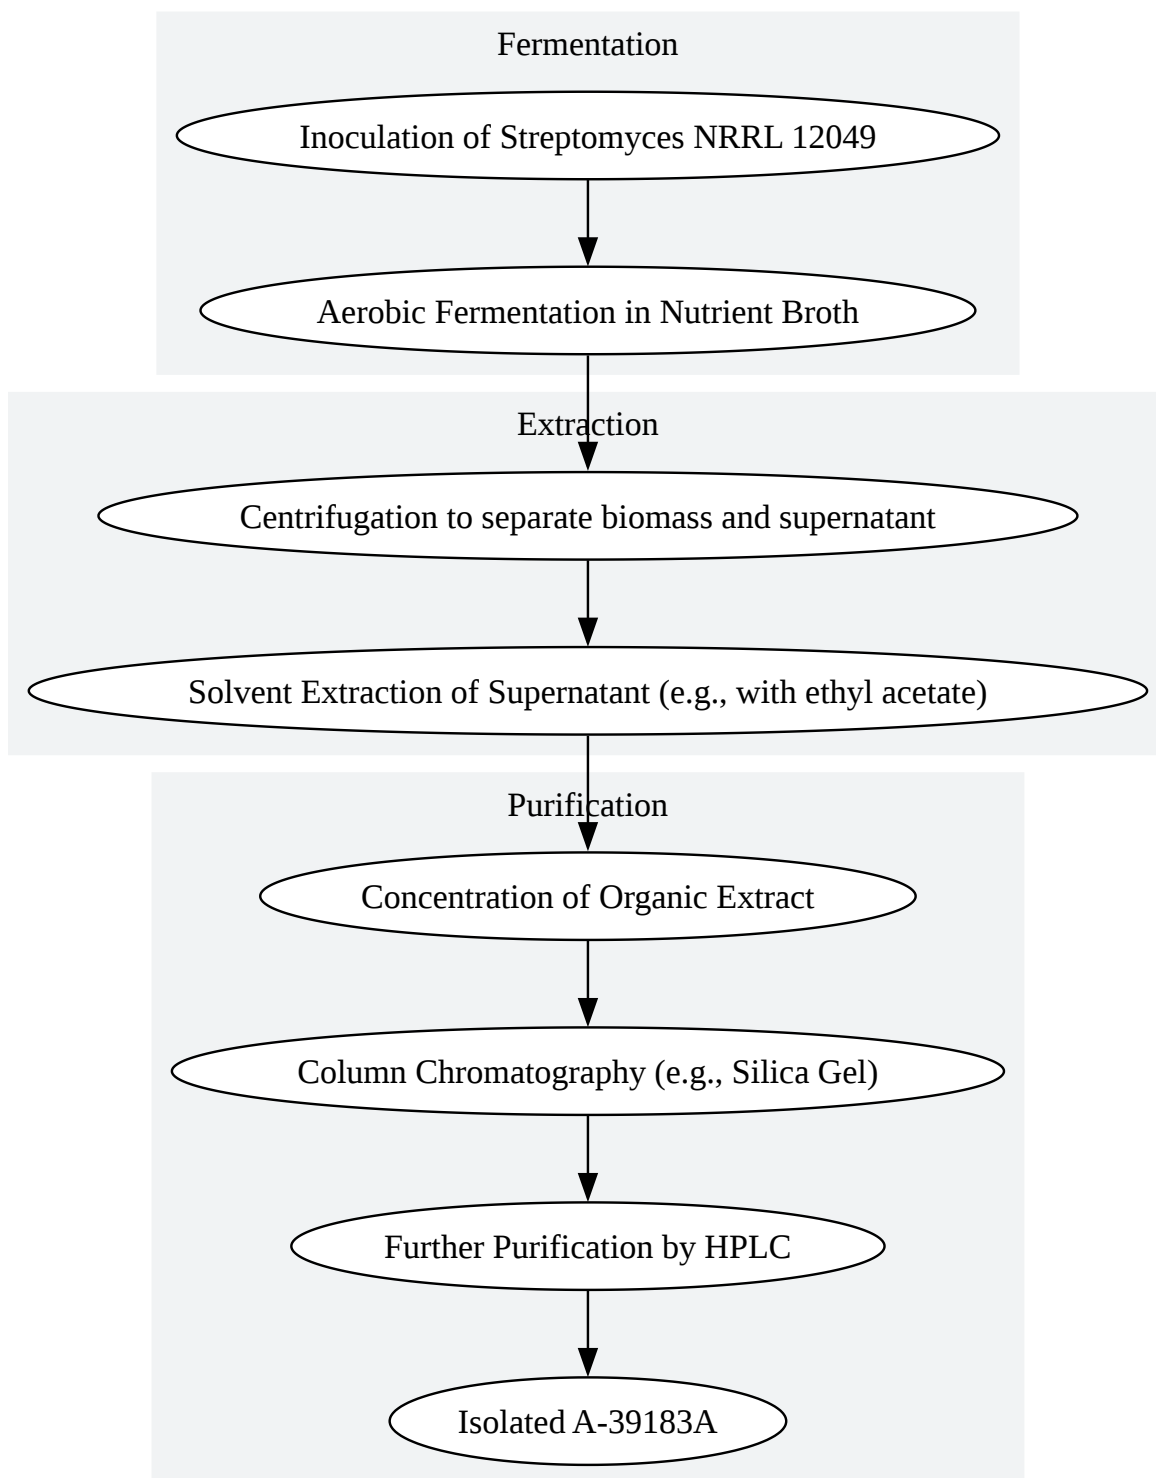 Fermentation
Inoculation of Streptomyces NRRL 12049
Aerobic Fermentation in Nutrient Broth
Extraction
Centrifugation to separate biomass and supernatant
Solvent Extraction of Supernatant (e.g., with ethyl acetate)
Purification
Concentration of Organic Extract
Column Chromatography (e.g., Silica Gel)
Further Purification by HPLC
Isolated A-39183A